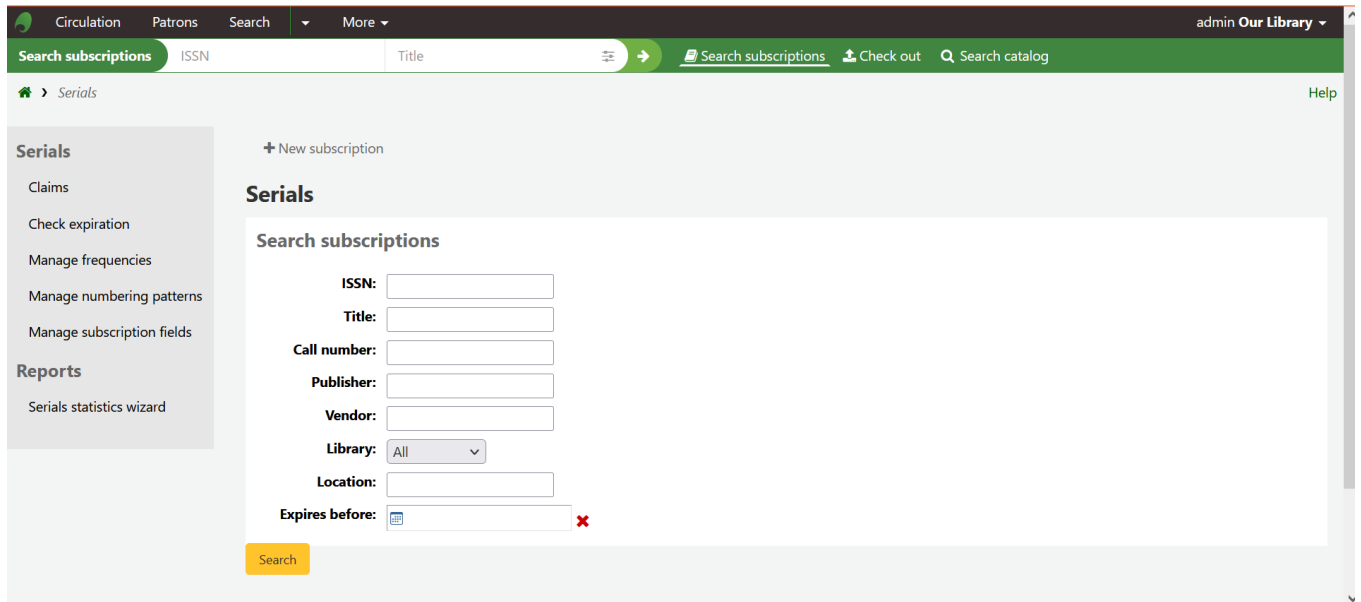 Circulation Patrons Search More admin Our Library
Search subscriptions ISSN Title Search subscriptions Check out Search catalog
Serials Help
Serials
Claims
Check expiration
Manage frequencies
Manage numbering patterns
Manage subscription fields
Reports
Serials statistics wizard
New subscription
Serials
Search subscriptions
ISSN:
Title:
Call number:
Publisher:
Vendor:
Library: All
Location:
Expires before:
Search